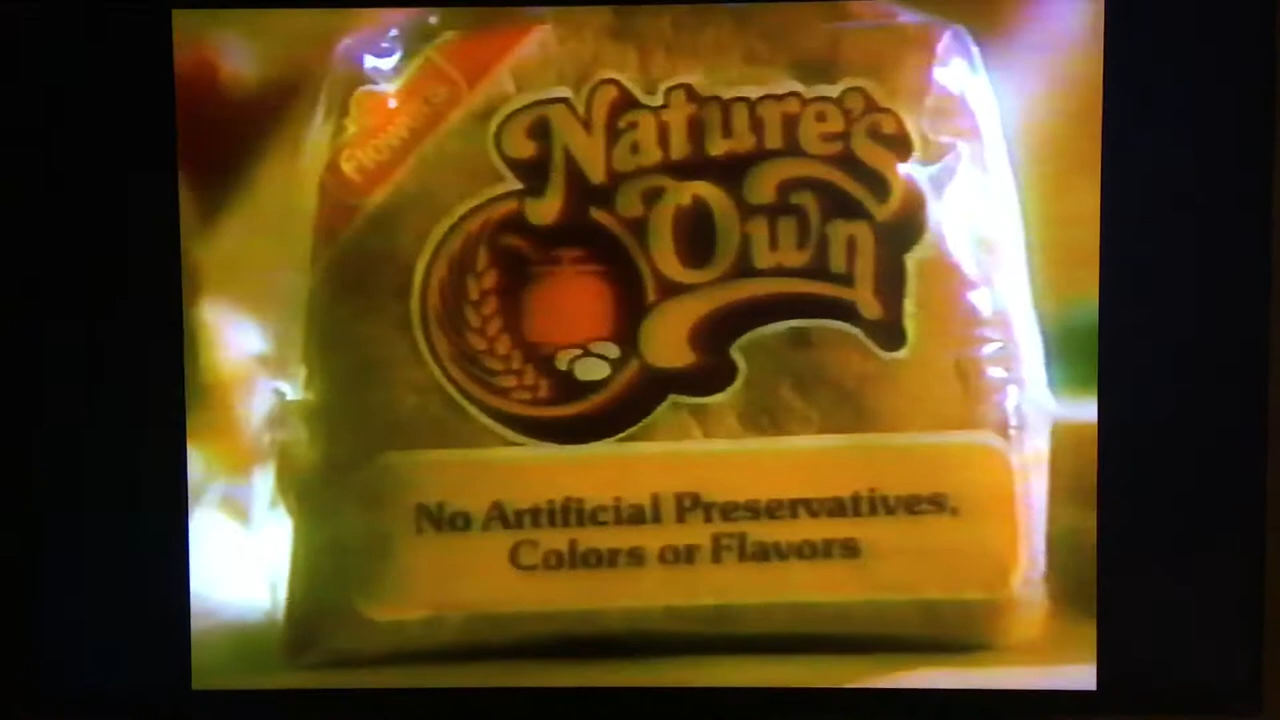 Flowers
Nature's
Own
No Artificial Preservatives,
Colors or Flavors